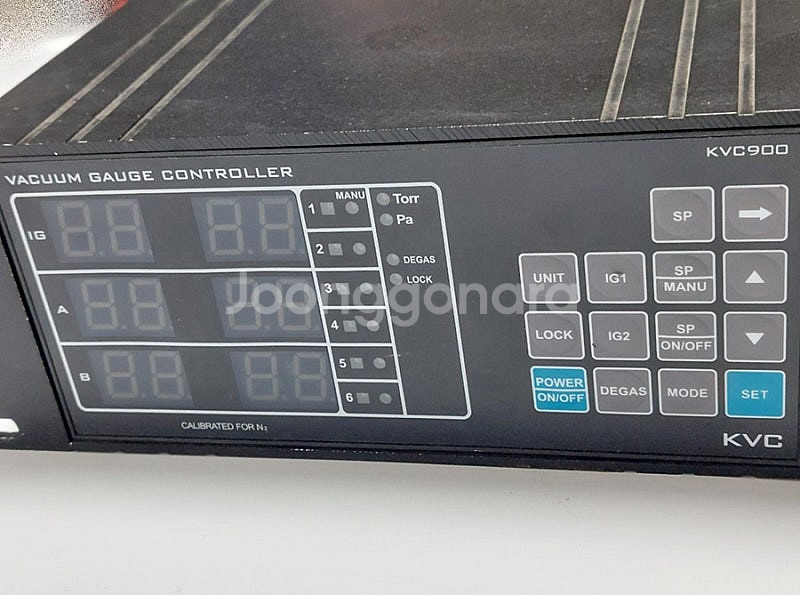 KVC900
VACUUM GAUGE CONTROLLER
MANU
1
Torr
Pa
IG
2
DEGAS
LOCK
A
3
4
B
5
6
CALIBRATED FOR N₂
SP
UNIT
IG1
SP
MANU
LOCK
IG2
SP
ON/OFF
POWER
ON/OFF
DEGAS
MODE
SET
KVC
Joonggonara